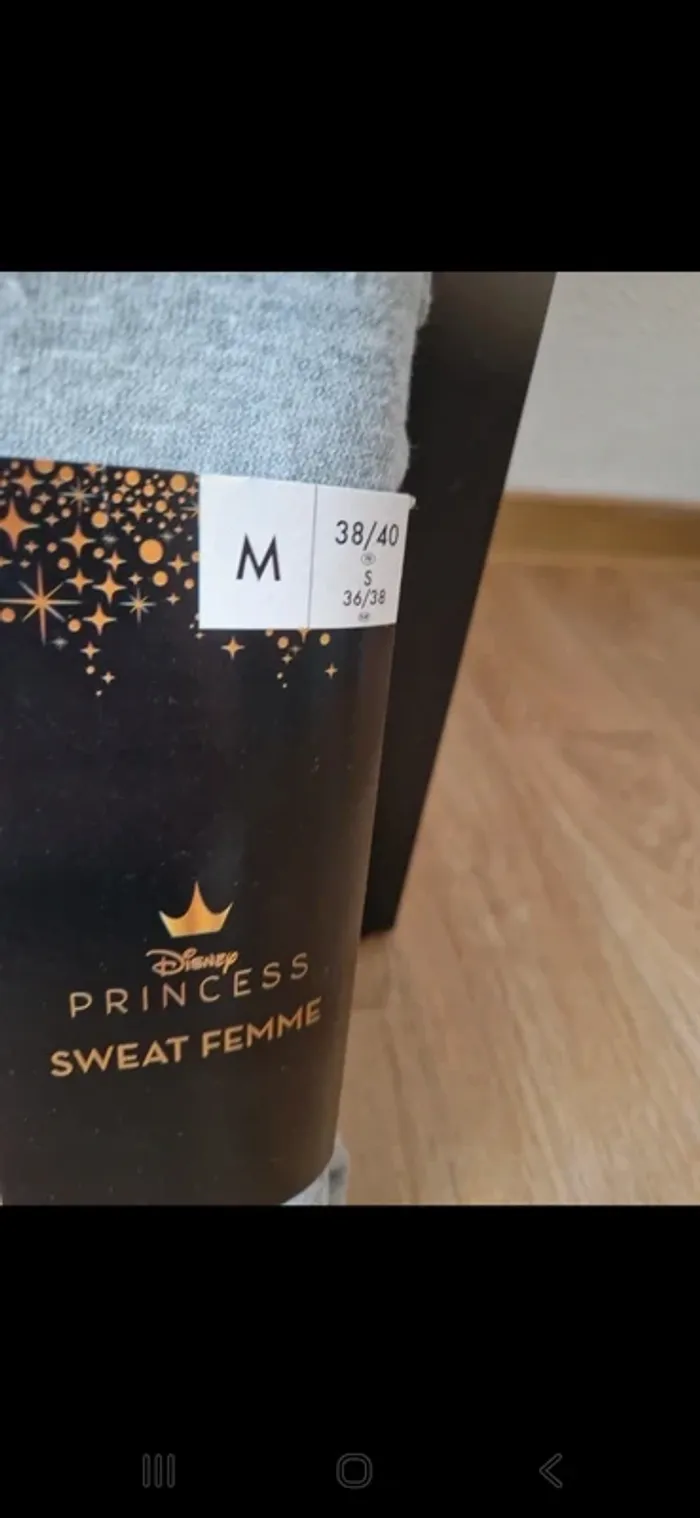 M
38/40
S
36/38
Disney
PRINCESS
SWEAT FEMME